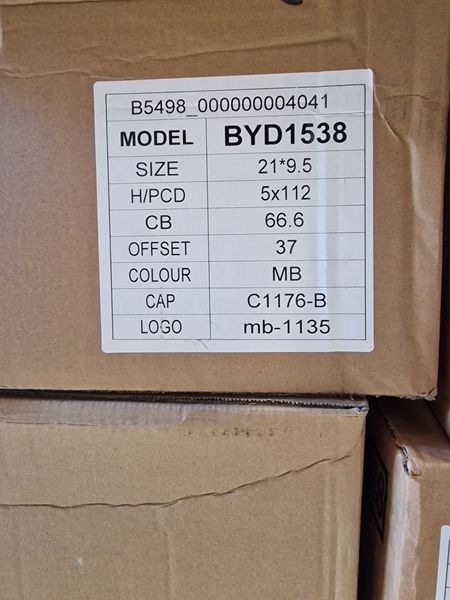 B5498_000000004041
MODEL BYD1538
SIZE 21*9.5
H/PCD 5x112
CB 66.6
OFFSET 37
COLOUR MB
CAP C1176-B
LOGO mb-1135